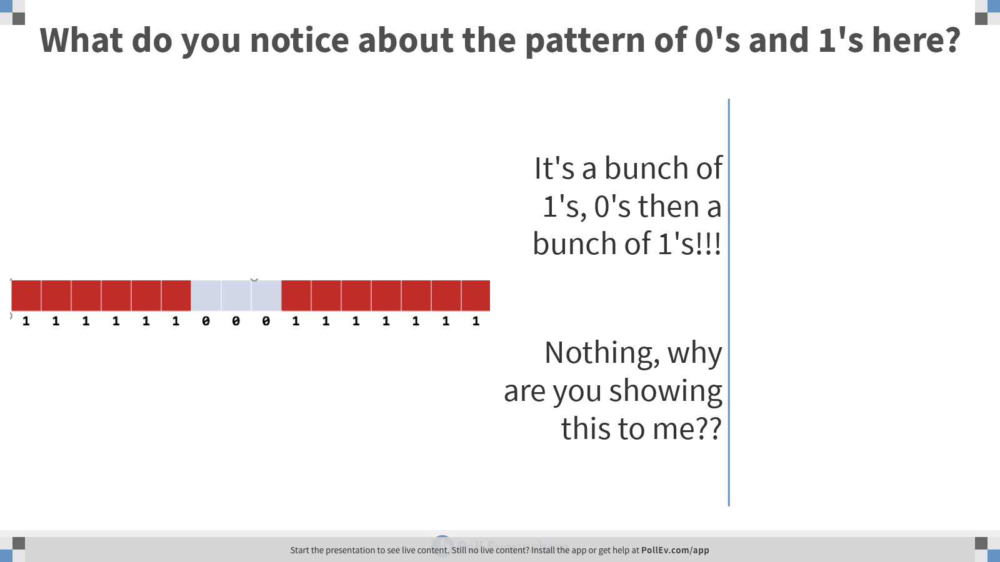 What do you notice about the pattern of 0's and 1's here?
It's a bunch of
1's, 0's then a
bunch of 1's!!!
1 1 1 1 1 1 0 0 0 1 1 1 1 1 1 1
Nothing, why
are you showing
this to me??
Start the presentation to see live content. Still no live content? Install the app or get help at PollEv.com/app